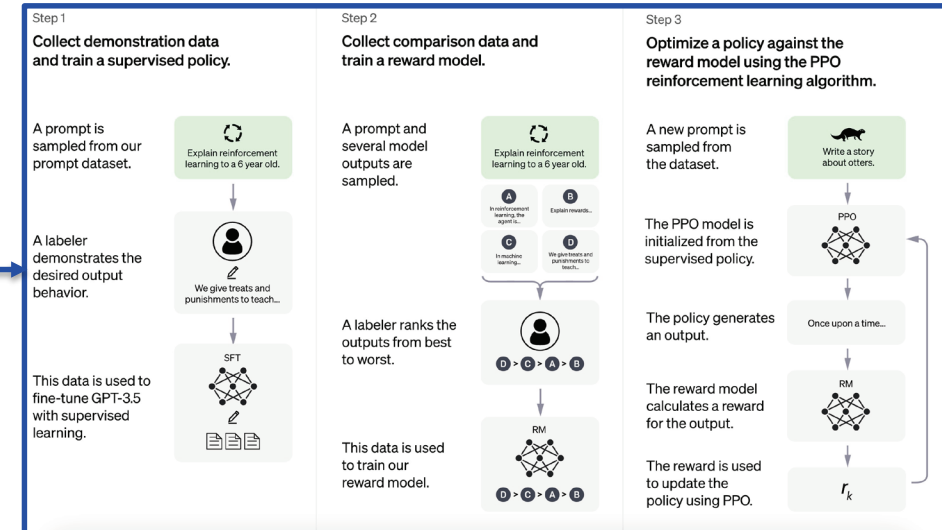 Step 1
Collect demonstration data
and train a supervised policy.
A prompt is
sampled from our
prompt dataset.
Explain reinforcement
learning to a 6 year old.
A labeler
demonstrates the
desired output
behavior.
We give treats and
punishments to teach...
This data is used to
fine-tune GPT-3.5
with supervised
learning.
SFT
Step 2
Collect comparison data and
train a reward model.
A prompt and
several model
outputs are
sampled.
Explain reinforcement
learning to a 6 year old.
A
In reinforcement
learning, the
agent is...
B
Explain rewards...
C
In machine
learning...
D
We give treats and
punishments to
teach...
A labeler ranks the
outputs from best
to worst.
D > C > A > B
This data is used
to train our
reward model.
RM
D > C > A > B
Step 3
Optimize a policy against the
reward model using the PPO
reinforcement learning algorithm.
A new prompt is
sampled from
the dataset.
Write a story
about otters.
The PPO model is
initialized from the
supervised policy.
PPO
The policy generates
an output.
Once upon a time...
The reward model
calculates a reward
for the output.
RM
The reward is used
to update the
policy using PPO.
rk